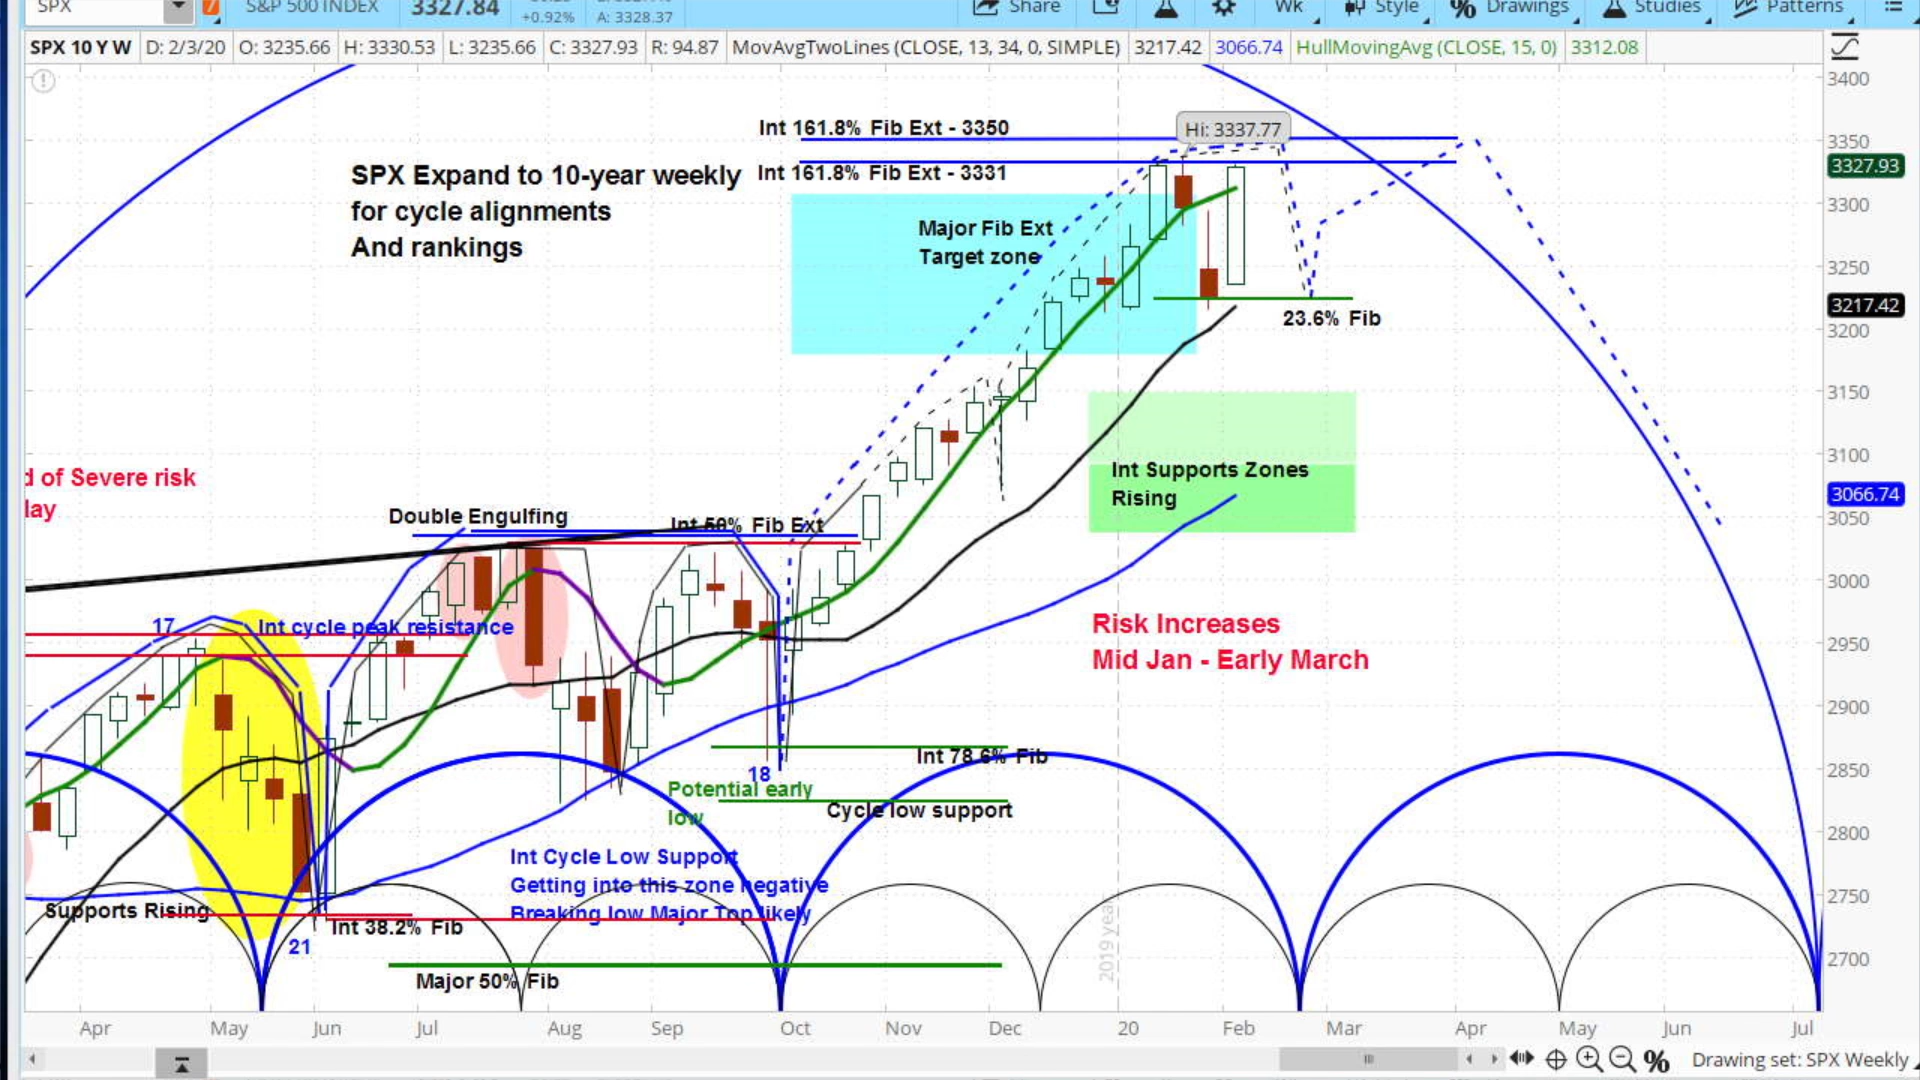 SPX
S&P 500 INDEX
3327.84
+0.92%
A: 3328.37
Share
Wk
Style
% Drawings
Studies
Patterns
SPX 10 Y W D: 2/3/20 O: 3235.66 H: 3330.53 L: 3235.66 C: 3327.93 R: 94.87 MovAvgTwoLines (CLOSE, 13, 34, 0, SIMPLE) 3217.42 3066.74 HullMovingAvg (CLOSE, 15, 0) 3312.08
3400
Int 161.8% Fib Ext - 3350
Hi: 3337.77
3350
3327.93
SPX Expand to 10-year weekly
for cycle alignments
And rankings
Int 161.8% Fib Ext - 3331
3300
Major Fib Ext
Target zone
3250
3217.42
23.6% Fib
3200
3150
3100
Int Supports Zones
Rising
d of Severe risk
lay
3066.74
3050
Double Engulfing
Int 50% Fib Ext
3000
17
Int cycle peak resistance
Risk Increases
Mid Jan - Early March
2950
2900
Int 78.6% Fib
2850
18
Potential early
low
Cycle low support
2800
Int Cycle Low Support
Getting into this zone negative
Breaking low Major Top likely
2750
Supports Rising
Int 38.2% Fib
21
2019 year
2700
Major 50% Fib
Apr May Jun Jul Aug Sep Oct Nov Dec 20 Feb Mar Apr May Jun Jul
% Drawing set: SPX Weekly